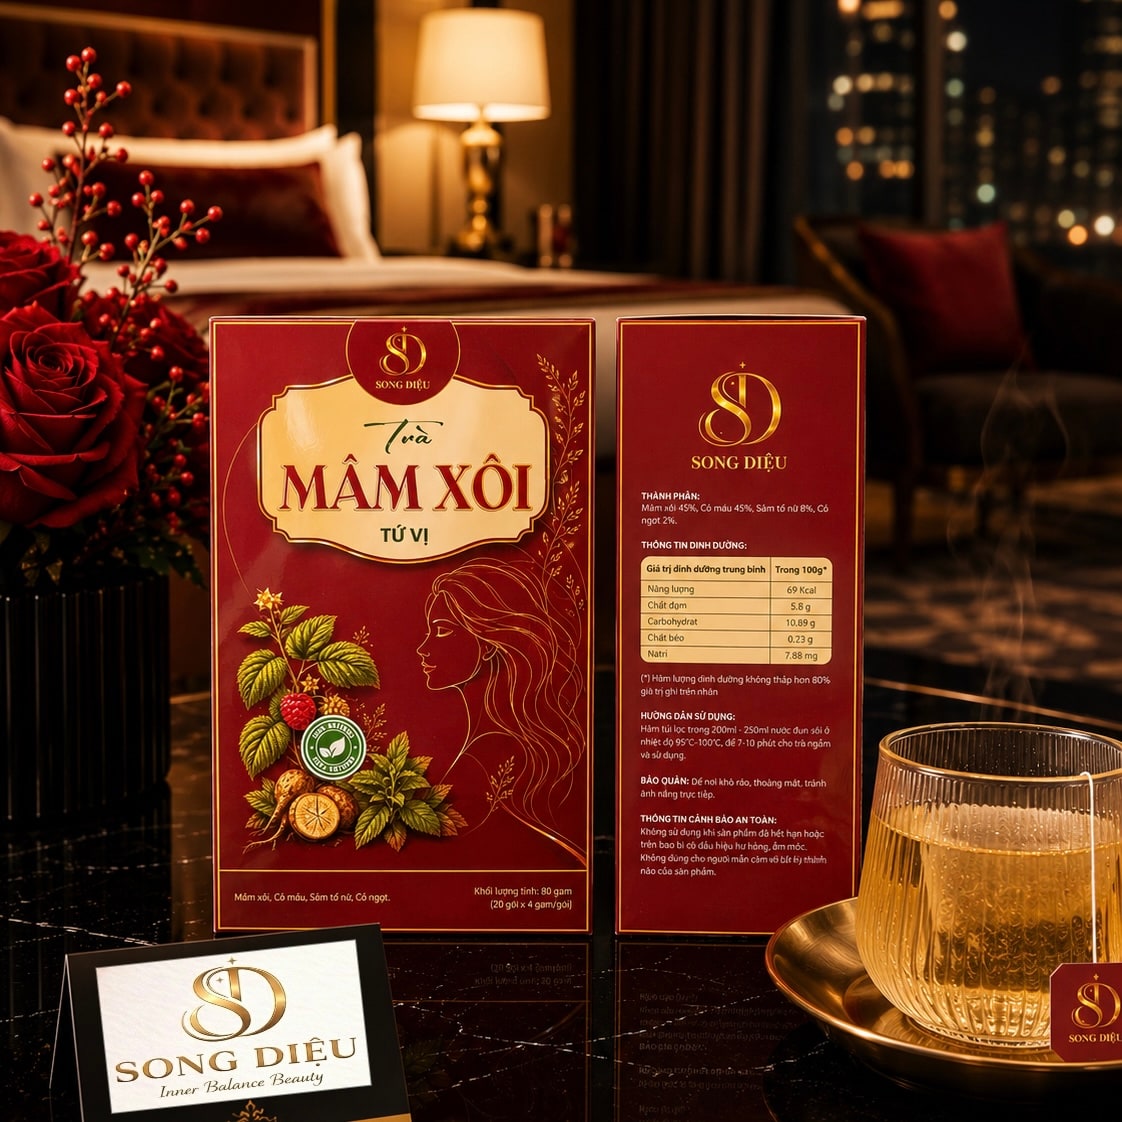 SD
SONG DIỆU
Trà
MÂM XÔI
TỨ VỊ
Mâm xôi, Cỏ máu, Sâm tố nữ, Cỏ ngọt.
Khối lượng tịnh: 80 gam
(20 gói x 4 gam/gói)
SD
SONG DIỆU
THÀNH PHẦN:
Mâm xôi 45%, Cỏ máu 45%, Sâm tố nữ 8%, Cỏ
ngọt 2%.
THÔNG TIN DINH DƯỠNG:
Giá trị dinh dưỡng trung bình Trong 100g*
Năng lượng 69 Kcal
Chất đạm 5.8 g
Carbohydrat 10.89 g
Chất béo 0.23 g
Natri 7.88 mg
(*) Hàm lượng dinh dưỡng không thấp hơn 80%
giá trị ghi trên nhãn
HƯỚNG DẪN SỬ DỤNG:
Hãm túi lọc trong 200ml - 250ml nước đun sôi ở
nhiệt độ 95°C-100°C, để 7-10 phút cho trà ngấm
và sử dụng.
BẢO QUẢN: Để nơi khô ráo, thoáng mát, tránh
ánh nắng trực tiếp.
THÔNG TIN CẢNH BÁO AN TOÀN:
Không sử dụng khi sản phẩm đã hết hạn hoặc
trên bao bì có dấu hiệu hư hỏng, ẩm mốc.
Không dùng cho người mẫn cảm với bất kỳ thành
nào của sản phẩm.
SD
SONG DIỆU
Inner Balance Beauty
SD
SONG DIỆU